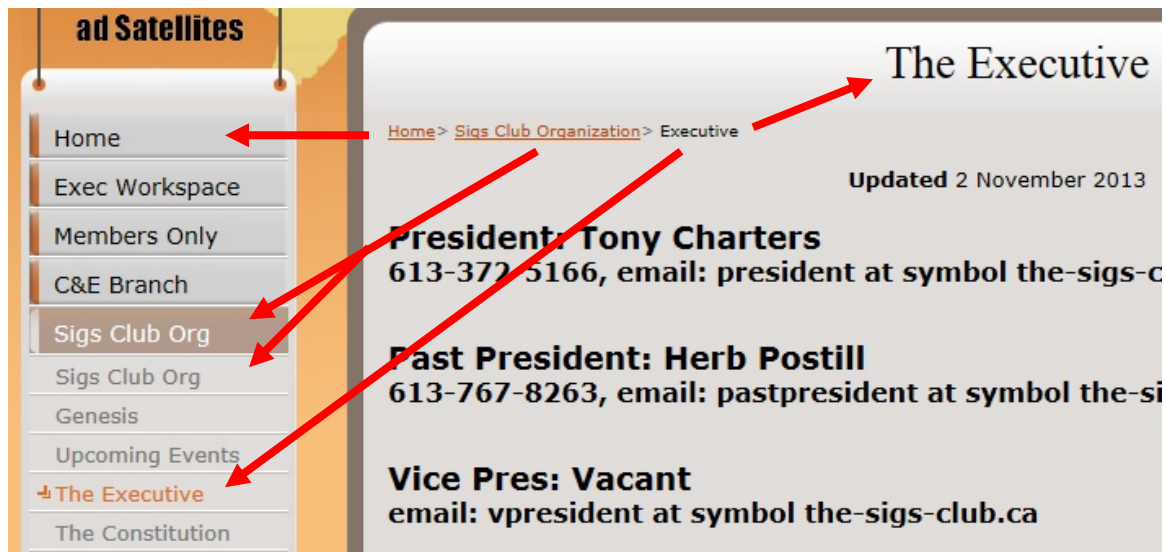 ad Satellites
Home
Exec Workspace
Members Only
C&E Branch
Sigs Club Org
Sigs Club Org
Genesis
Upcoming Events
The Executive
The Constitution
The Executive
Home> Sigs Club Organization> Executive
Updated 2 November 2013
President: Tony Charters
613-372-5166, email: president at symbol the-sigs-c
Past President: Herb Postill
613-767-8263, email: pastpresident at symbol the-si
Vice Pres: Vacant
email: vpresident at symbol the-sigs-club.ca